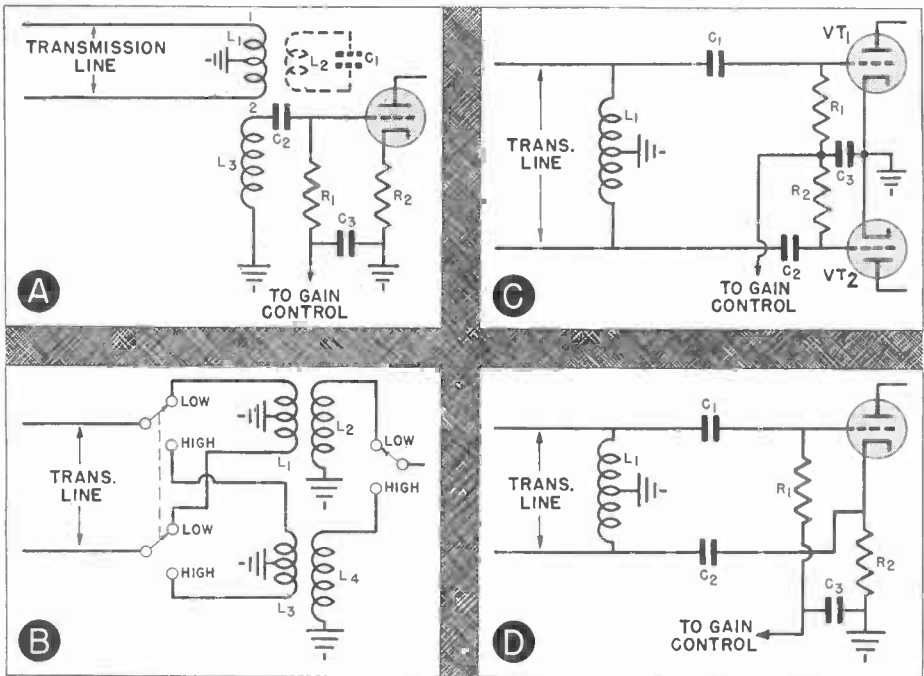 L1
TRANSMISSION
LINE
L2
C1
2
C2
L3
R1
R2
C3
TO GAIN
CONTROL
A
C1
VT1
R1
L1
TRANS.
LINE
C3
R2
C2
VT2
TO GAIN
CONTROL
C
LOW
L2
LOW
HIGH
L1
TRANS.
LINE
HIGH
LOW
HIGH
L3
L4
B
C1
L1
TRANS.
LINE
R1
C2
R2
C3
TO GAIN
CONTROL
D